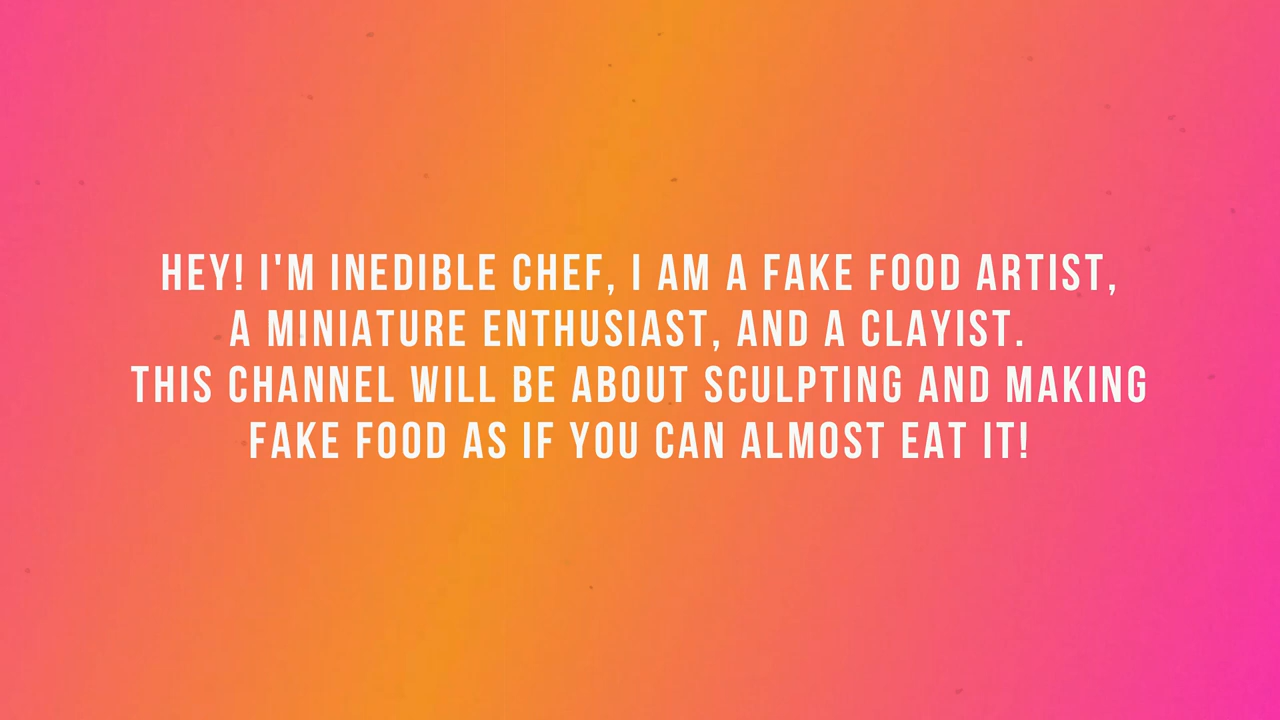 HEY! I'M INEDIBLE CHEF, I AM A FAKE FOOD ARTIST,
A MINIATURE ENTHUSIAST, AND A CLAYIST.
THIS CHANNEL WILL BE ABOUT SCULPTING AND MAKING
FAKE FOOD AS IF YOU CAN ALMOST EAT IT!